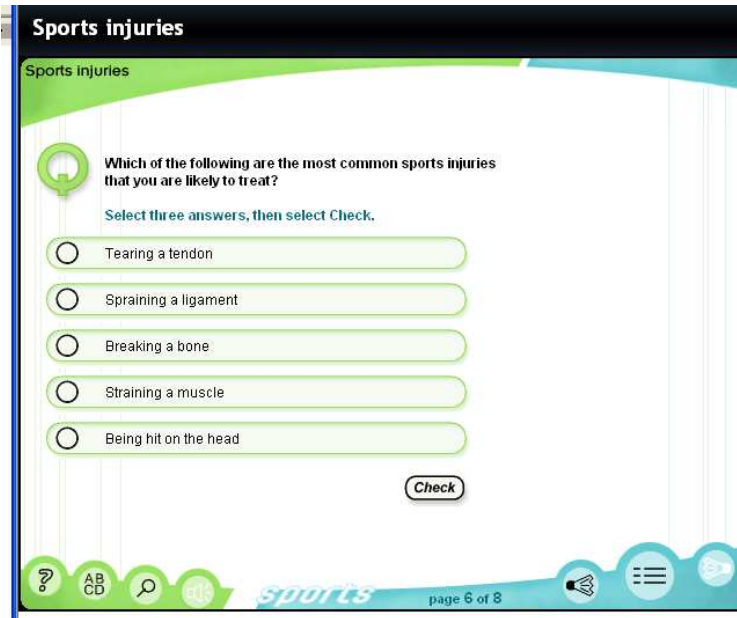 Sports injuries
Sports injuries
Q
Which of the following are the most common sports injuries
that you are likely to treat?
Select three answers, then select Check.
Tearing a tendon
Spraining a ligament
Breaking a bone
Straining a muscle
Being hit on the head
Check
?
AB
CD
sports
page 6 of 8